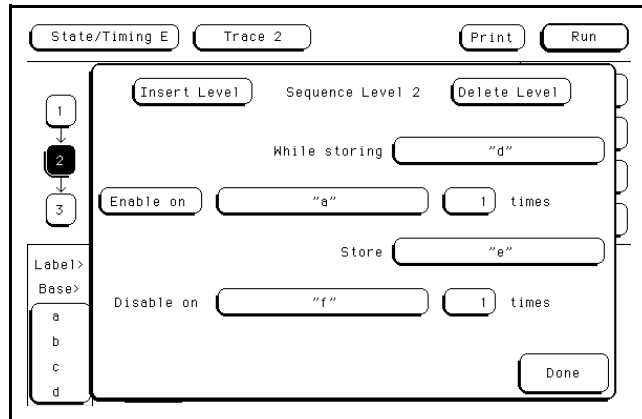 State/Timing E Trace 2 Print Run
Insert Level Sequence Level 2 Delete Level
1
While storing "d"
2
Enable on "a" 1 times
3
Store "e"
Label>
Base>
Disable on "f" 1 times
a
b
c
d
Done